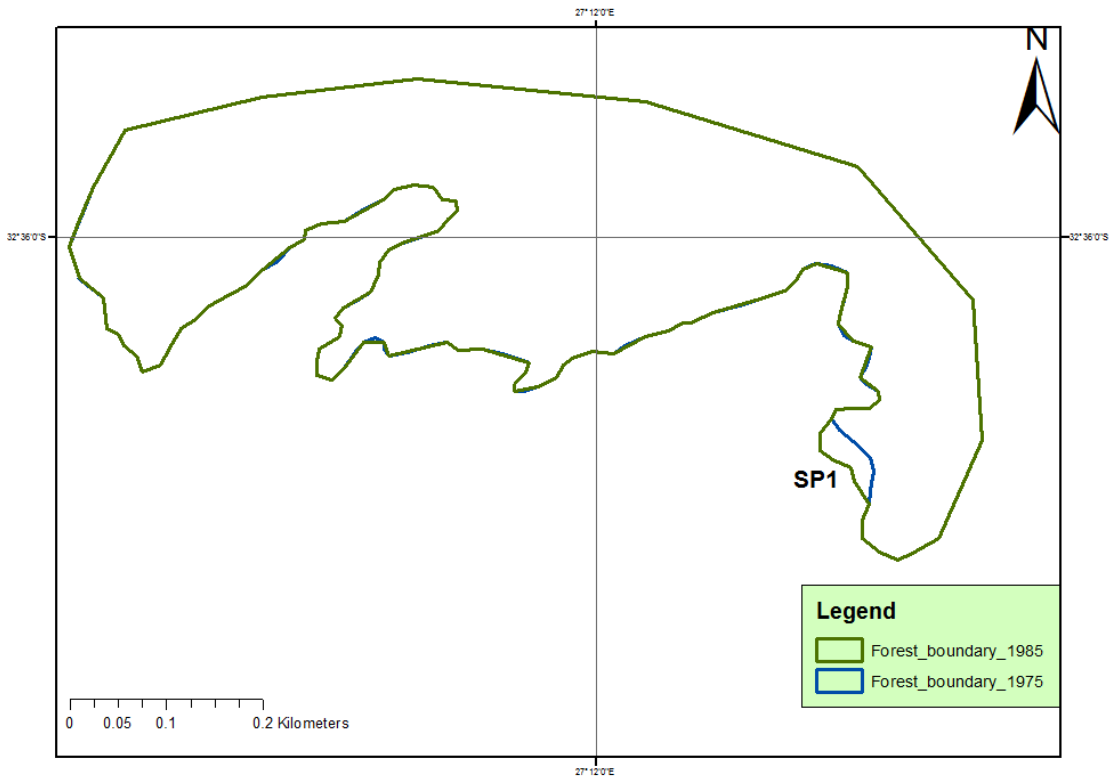 27°12'0"E
N
32°36'0"S
32°36'0"S
SP1
Legend
Forest_boundary_1985
Forest_boundary_1975
0 0.05 0.1 0.2 Kilometers
27°12'0"E